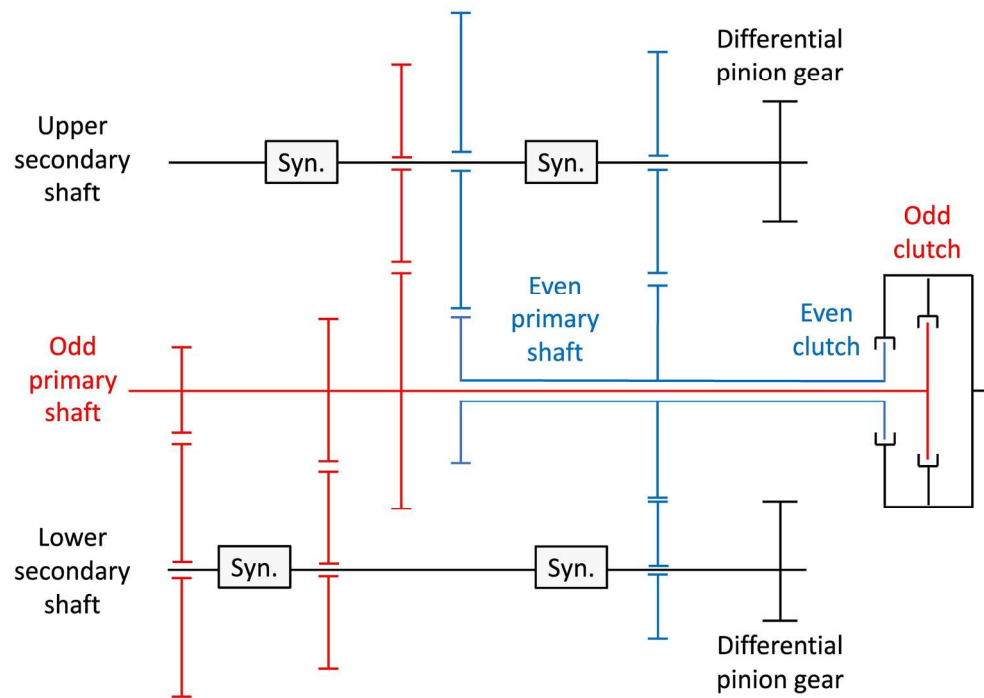 Differential
pinion gear
Upper
secondary
shaft
Syn.
Syn.
Odd
clutch
Even
primary
shaft
Even
clutch
Odd
primary
shaft
Lower
secondary
shaft
Syn.
Syn.
Differential
pinion gear